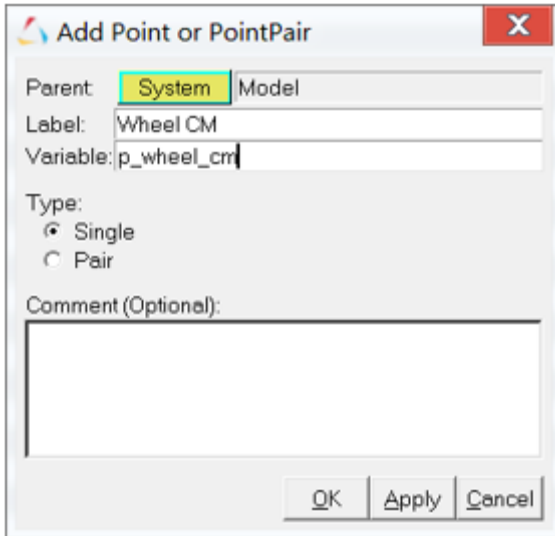 Add Point or PointPair
X
Parent: System Model
Label: Wheel CM
Variable: p_wheel_cm
Type:
Single
Pair
Comment (Optional):
OK Apply Cancel